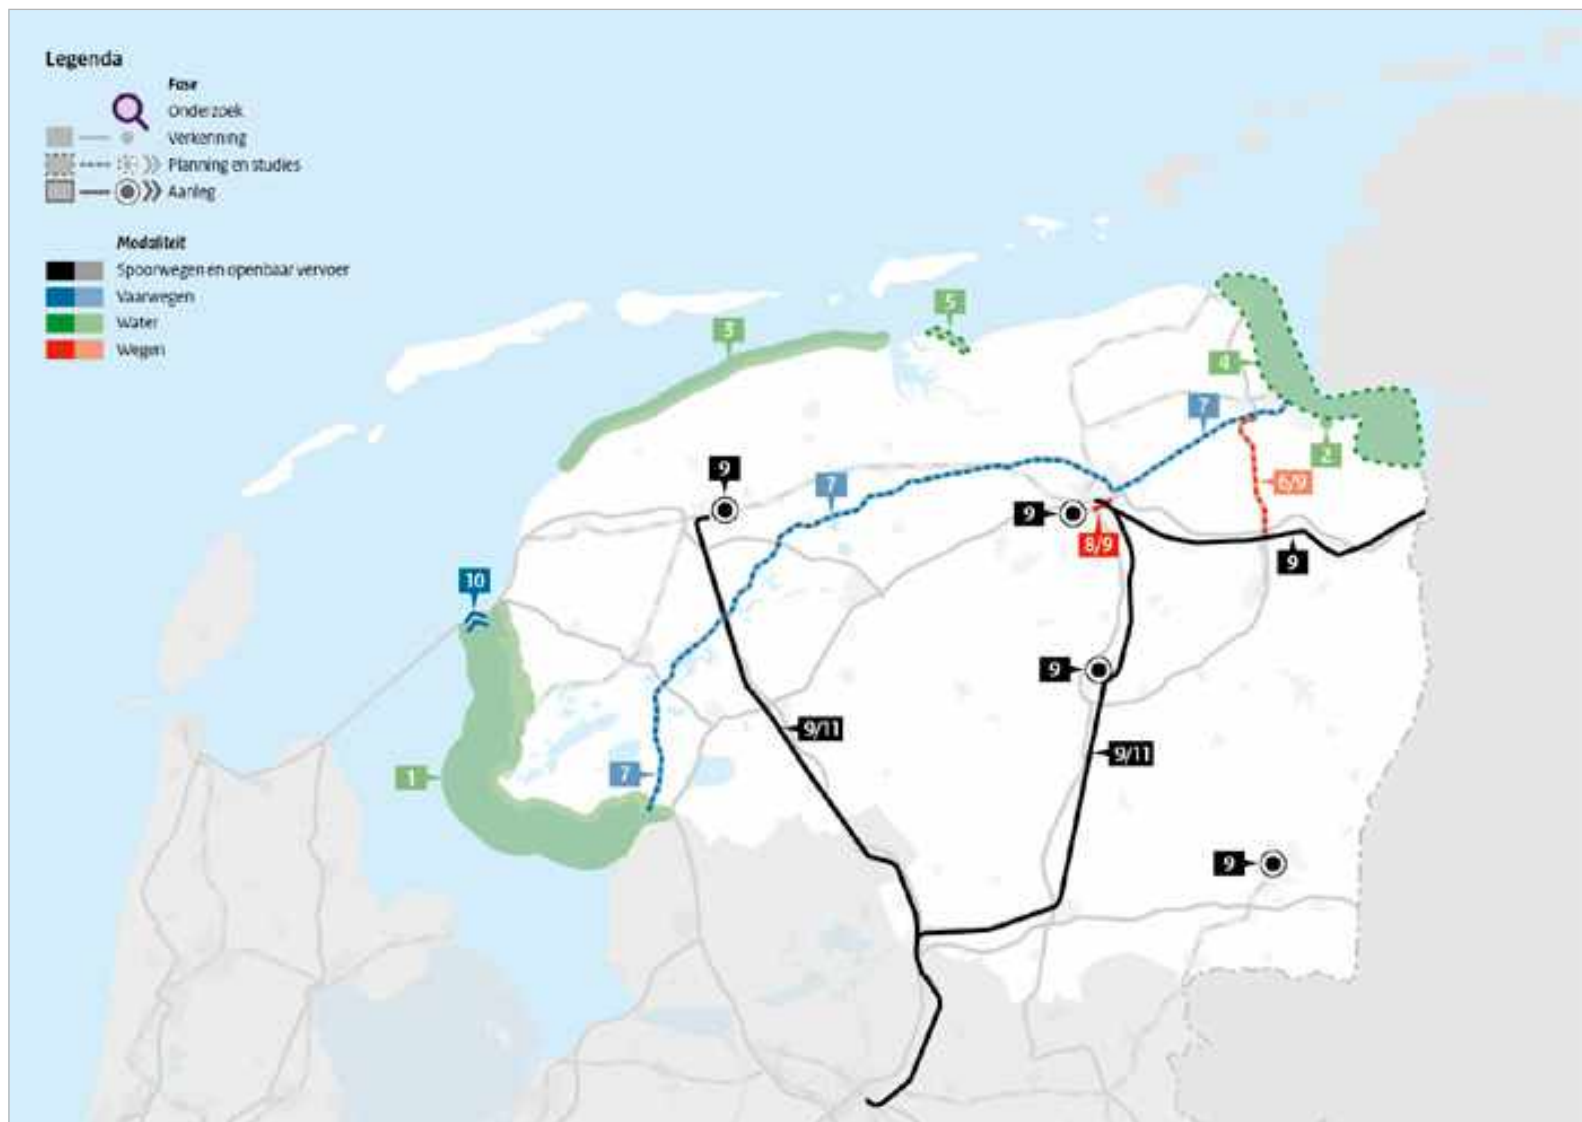 Legenda
Fase
Onderzoek
Verkenning
Planning en studies
Aanleg
Modaliteit
Spoorwegen en openbaar vervoer
Vaarwegen
Water
Wegen
5
3
4
7
2
9
7
6/9
9
8/9
9
10
9
9/11
9/11
7
1
9